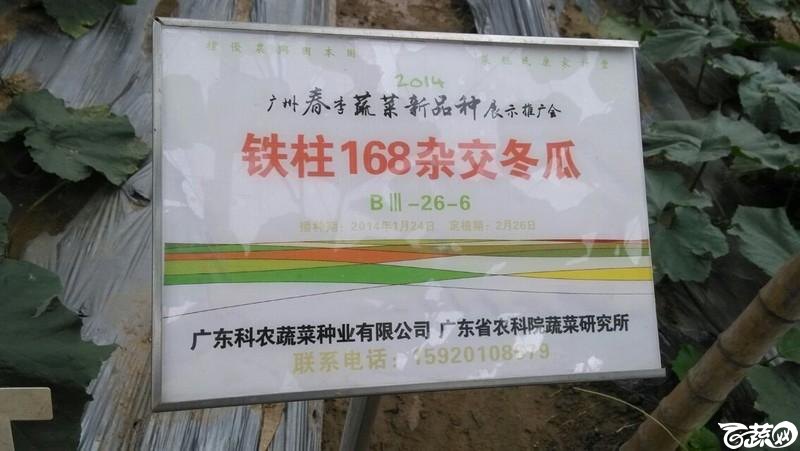 2014
广州春季蔬菜新品种展示推广会
铁柱168杂交冬瓜
BⅢ-26-6
播种期：2014年1月24日 定植期：2月26日
广东科农蔬菜种业有限公司 广东省农科院蔬菜研究所
联系电话：
百蔬网